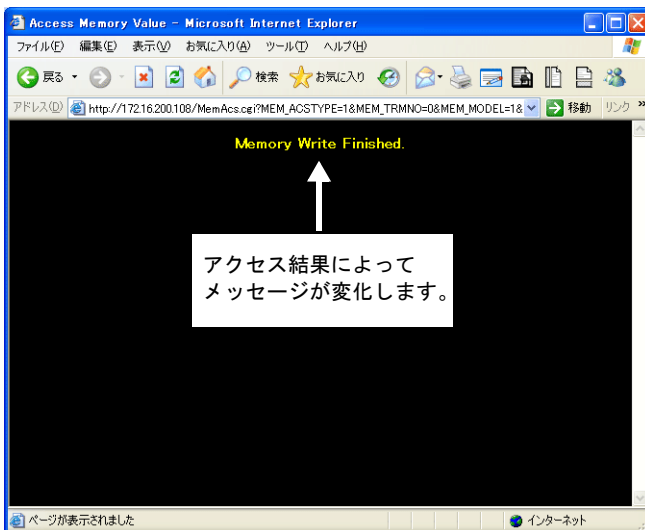 Access Memory Value - Microsoft Internet Explorer
ファイル(F) 編集(E) 表示(V) お気に入り(A) ツール(T) ヘルプ(H)
戻る 検索 お気に入り
アドレス(D) http://172.16.200.108/MemAcs.cgi?MEM_ACSTYPE=1&MEM_TRMNO=0&MEM_MODEL=1& 移動 リンク »
Memory Write Finished.
アクセス結果によって
メッセージが変化します。
ページが表示されました インターネット